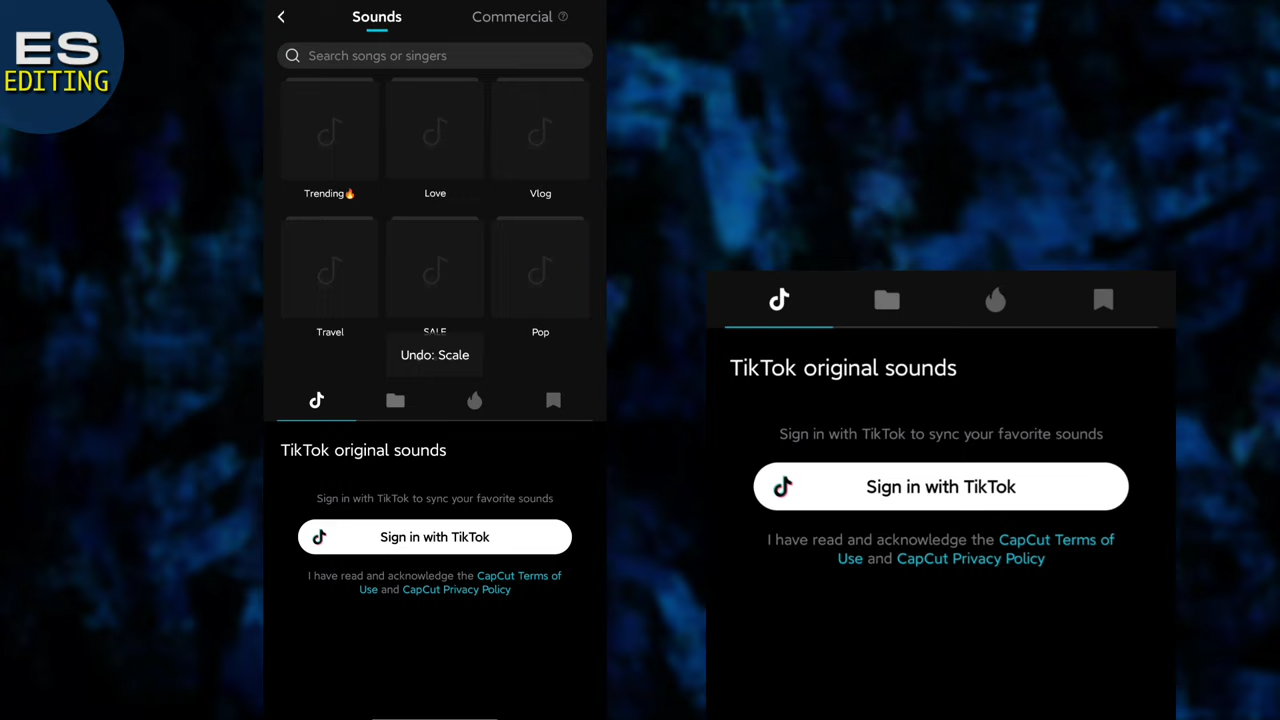 ES
EDITING
Sounds
Commercial
Search songs or singers
Trending🔥
Love
Vlog
Travel
SALE
Pop
Undo: Scale
TikTok original sounds
Sign in with TikTok to sync your favorite sounds
Sign in with TikTok
I have read and acknowledge the CapCut Terms of
Use and CapCut Privacy Policy
TikTok original sounds
Sign in with TikTok to sync your favorite sounds
Sign in with TikTok
I have read and acknowledge the CapCut Terms of
Use and CapCut Privacy Policy